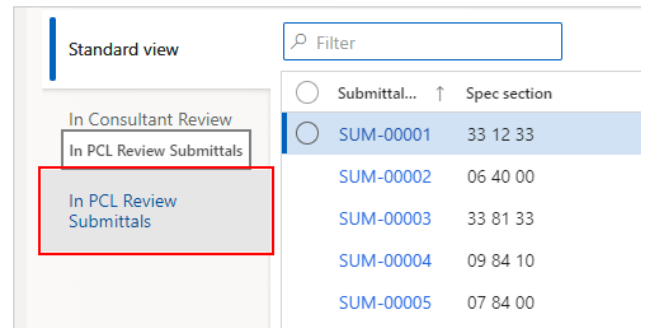 Standard view
In Consultant Review
In PCL Review Submittals
In PCL Review
Submittals
Filter
Submittal... ↑ Spec section
SUM-00001 33 12 33
SUM-00002 06 40 00
SUM-00003 33 81 33
SUM-00004 09 84 10
SUM-00005 07 84 00